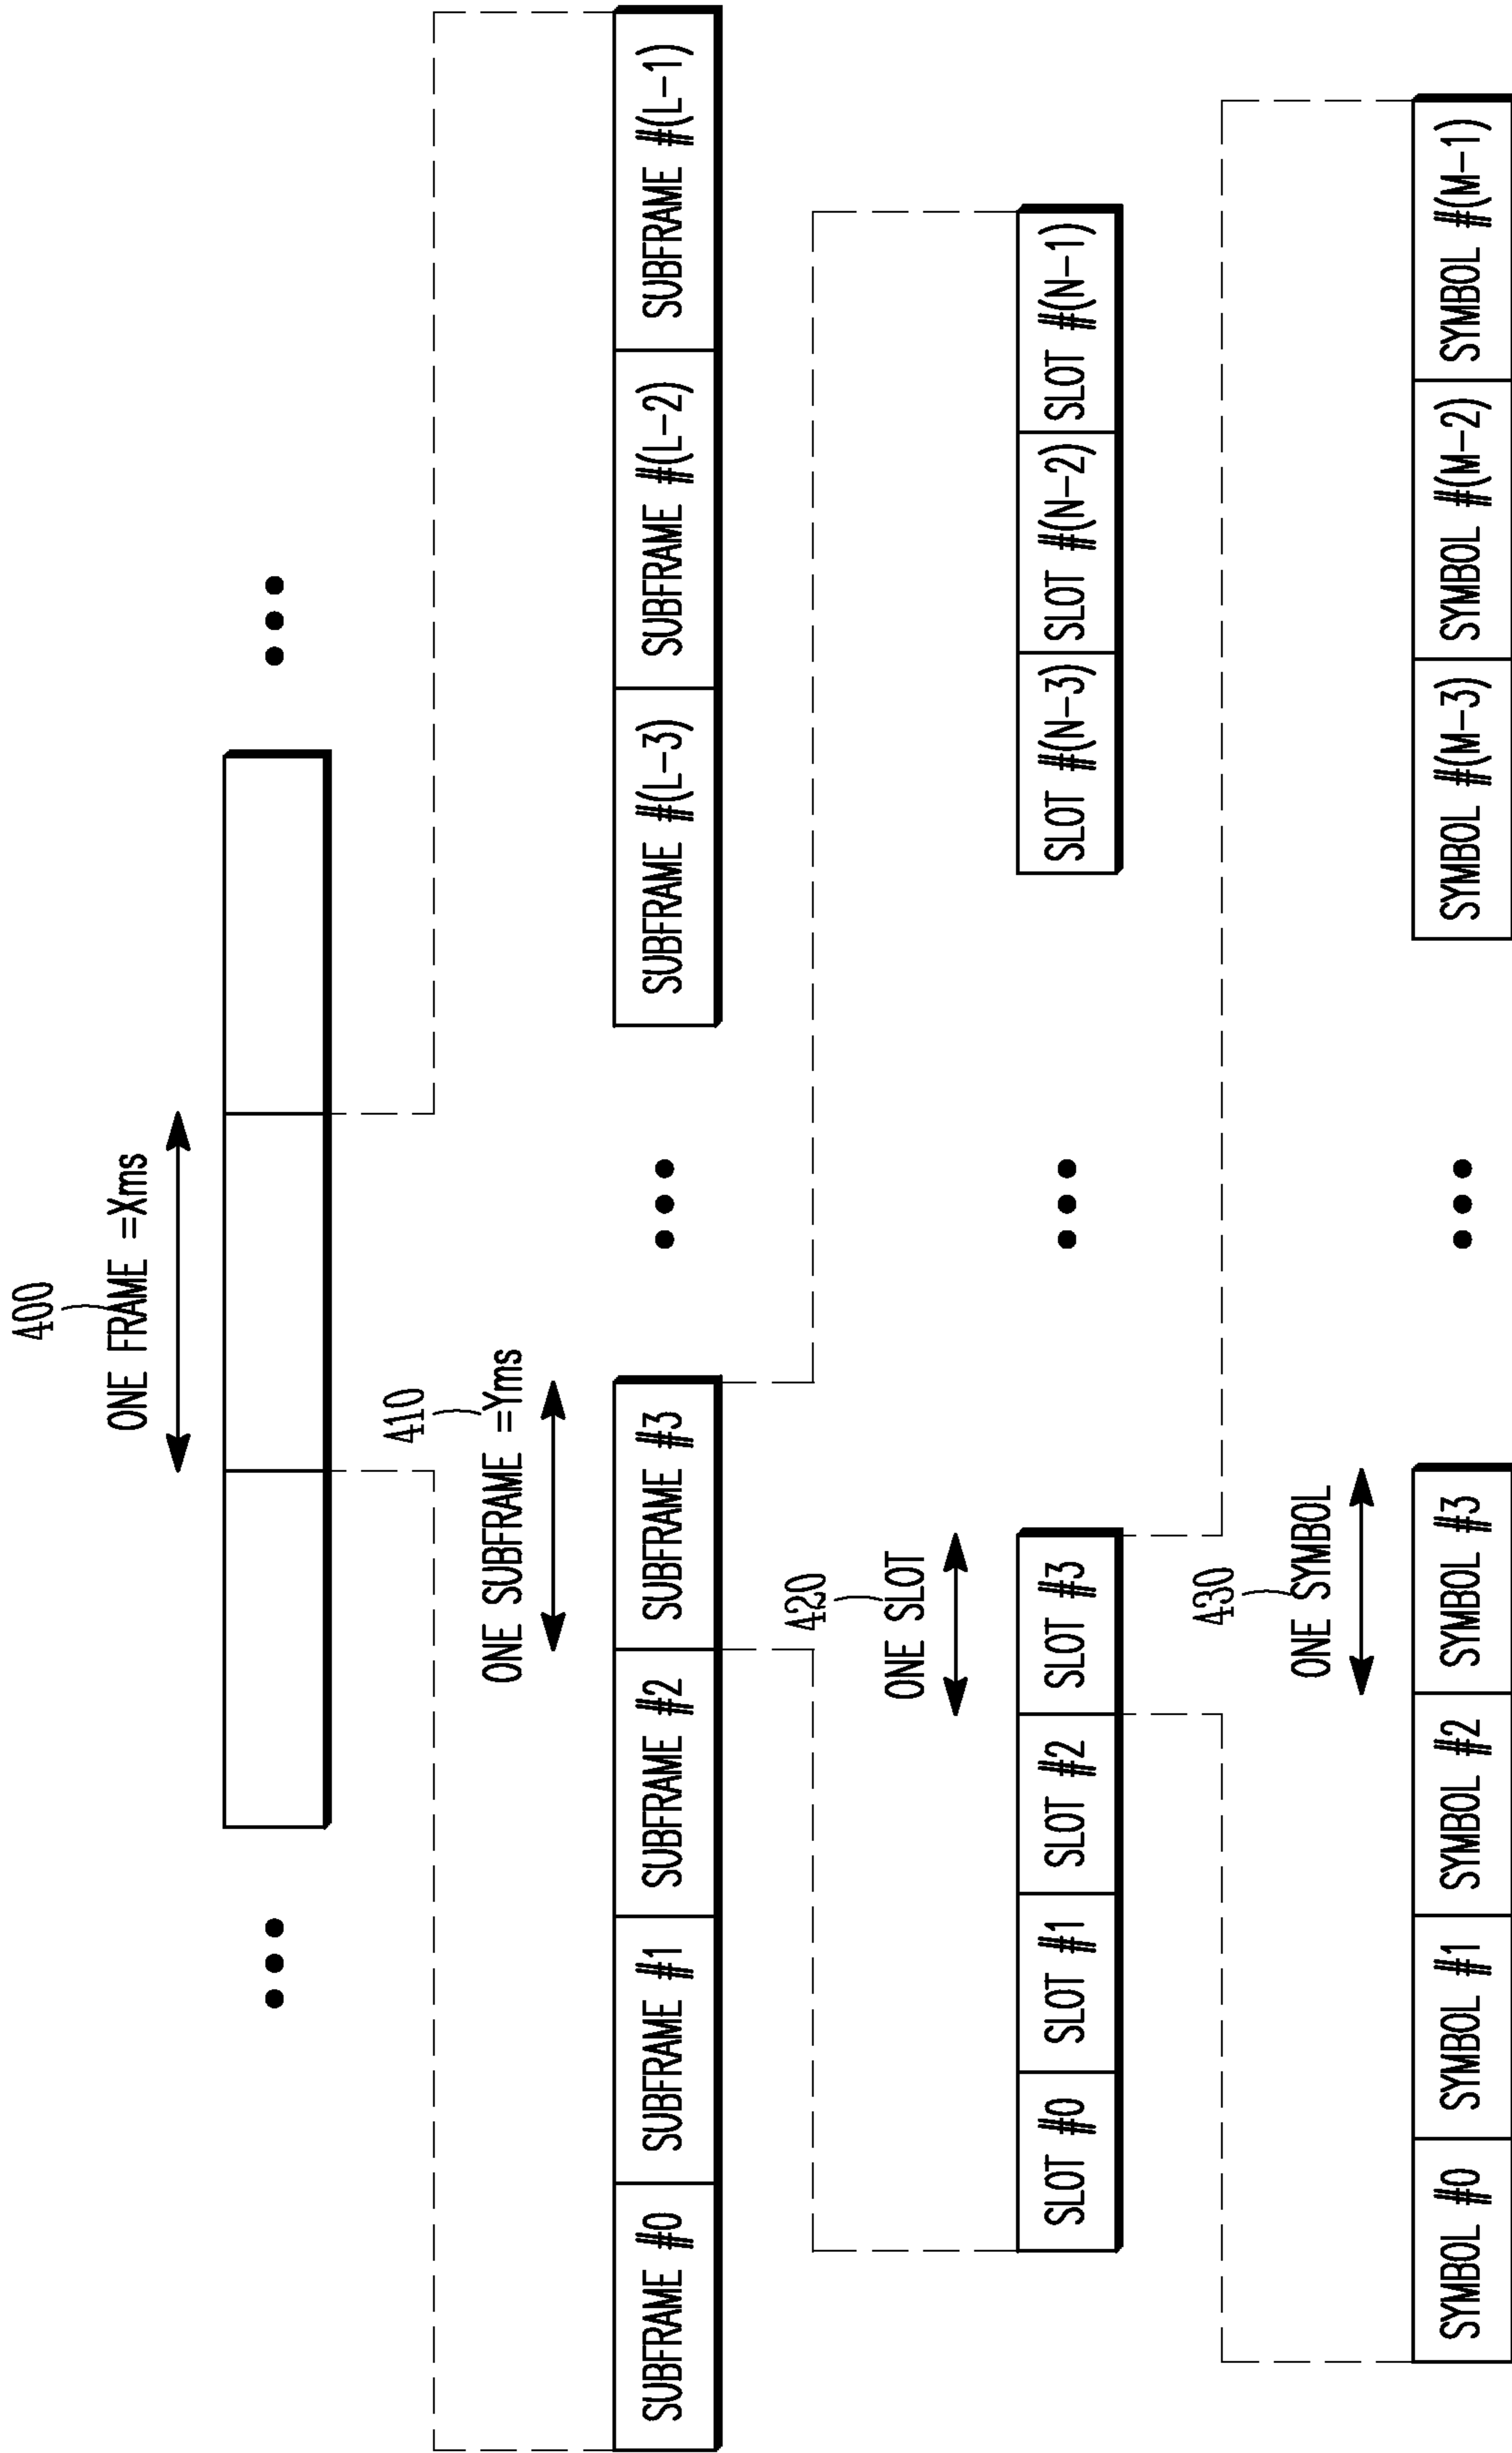 400
ONE FRAME =Xms
410
ONE SUBFRAME =Yms
SUBFRAME #0 SUBFRAME #1 SUBFRAME #2 SUBFRAME #3 SUBFRAME #(L-3) SUBFRAME #(L-2) SUBFRAME #(L-1)
420
ONE SLOT
SLOT #0 SLOT #1 SLOT #2 SLOT #3 SLOT #(N-3) SLOT #(N-2) SLOT #(N-1)
430
ONE SYMBOL
SYMBOL #0 SYMBOL #1 SYMBOL #2 SYMBOL #3 SYMBOL #(M-3) SYMBOL #(M-2) SYMBOL #(M-1)